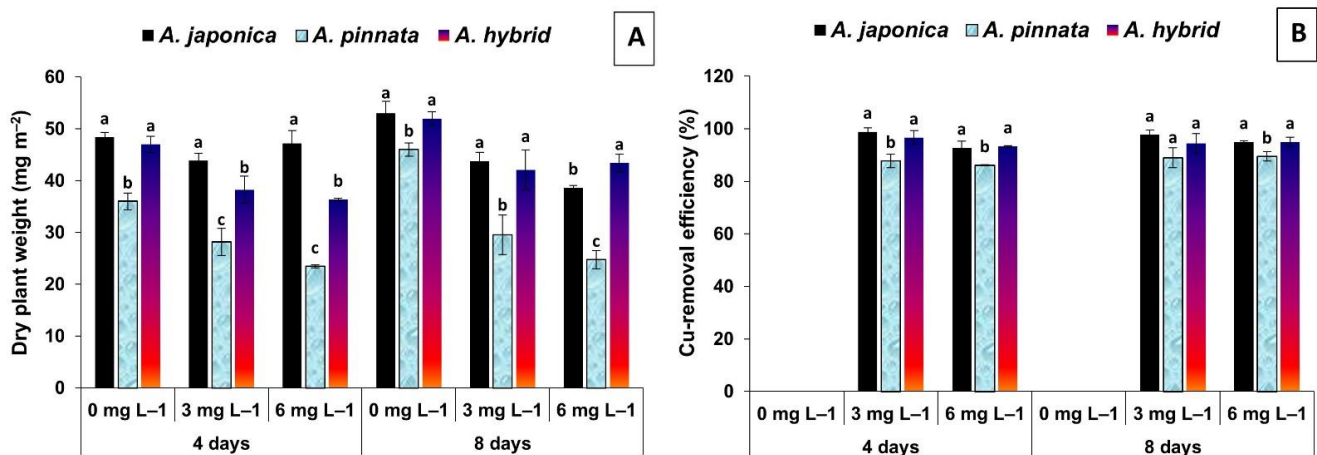 A. japonica A. pinnata A. hybrid
A
Dry plant weight (mg m−2)
60
50
40
30
20
10
0
a b a a c b a c b a b a a b a b c a
0 mg L–1 3 mg L–1 6 mg L–1 0 mg L–1 3 mg L–1 6 mg L–1
4 days 8 days
A. japonica A. pinnata A. hybrid
B
Cu-removal efficiency (%)
120
100
80
60
40
20
0
a b a a b a a a a a b a
0 mg L–1 3 mg L–1 6 mg L–1 0 mg L–1 3 mg L–1 6 mg L–1
4 days 8 days